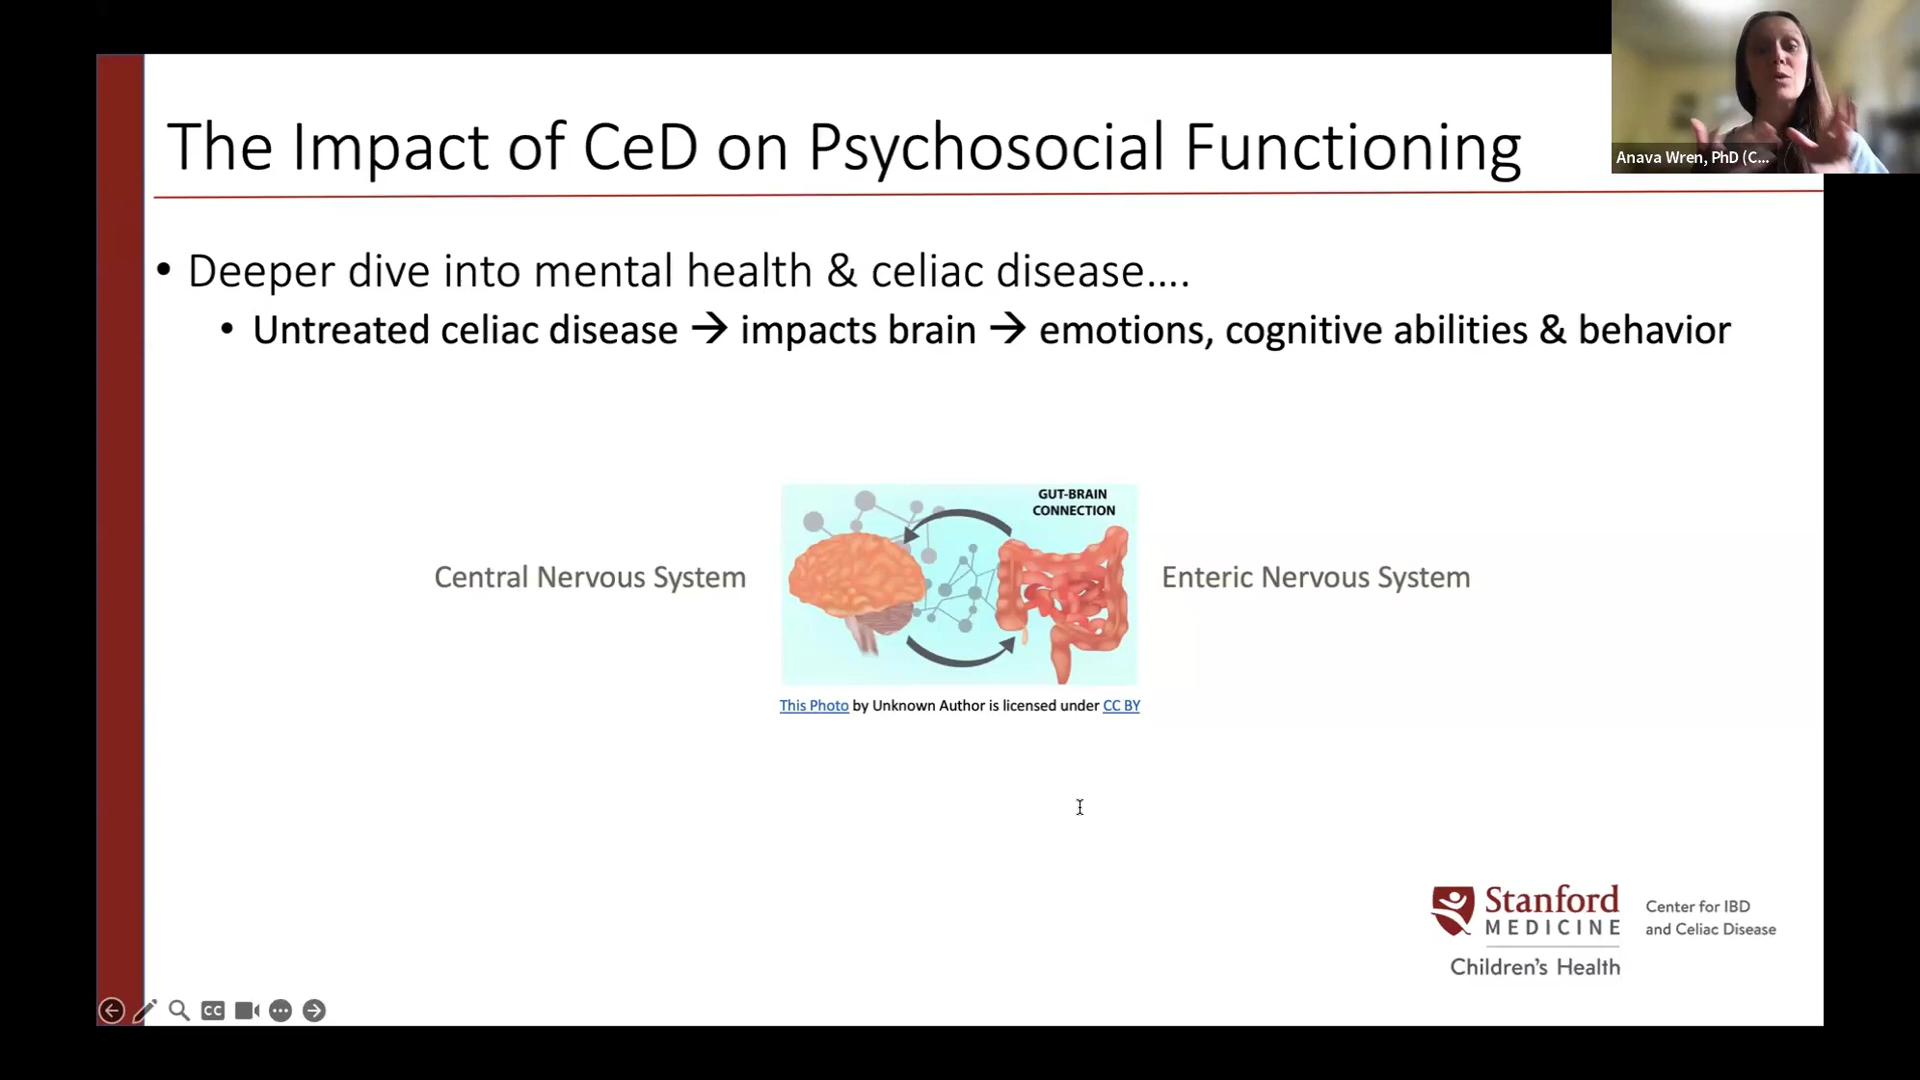 Anava Wren, PhD (C...
The Impact of CeD on Psychosocial Functioning
• Deeper dive into mental health & celiac disease....
• Untreated celiac disease → impacts brain → emotions, cognitive abilities & behavior
GUT-BRAIN
CONNECTION
Central Nervous System
Enteric Nervous System
This Photo by Unknown Author is licensed under CC BY
Stanford
MEDICINE
Children's Health
Center for IBD
and Celiac Disease
CC